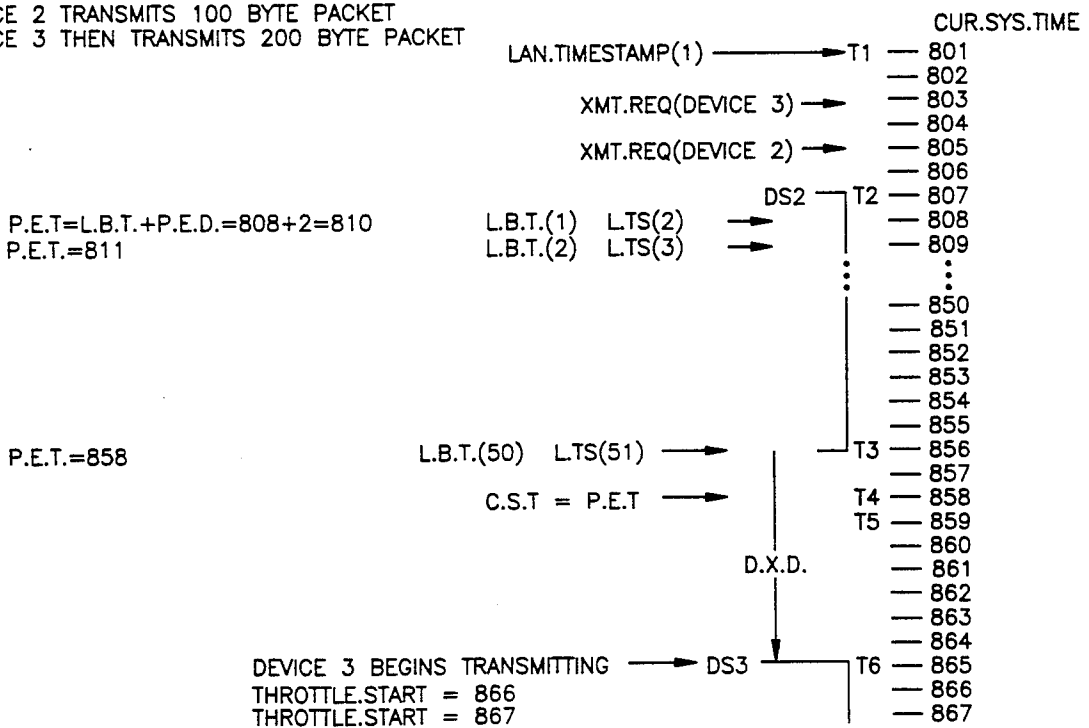 CE 2 TRANSMITS 100 BYTE PACKET
CE 3 THEN TRANSMITS 200 BYTE PACKET
CUR.SYS.TIME
LAN.TIMESTAMP(1) T1 801
802
XMT.REQ(DEVICE 3) 803
804
XMT.REQ(DEVICE 2) 805
806
DS2 T2 807
P.E.T=L.B.T.+P.E.D.=808+2=810 L.B.T.(1) L.TS(2) 808
P.E.T.=811 L.B.T.(2) L.TS(3) 809
850
851
852
853
854
855
P.E.T.=858 L.B.T.(50) L.TS(51) T3 856
857
C.S.T = P.E.T T4 858
T5 859
860
D.X.D. 861
862
863
864
DEVICE 3 BEGINS TRANSMITTING DS3 T6 865
THROTTLE.START = 866 866
THROTTLE.START = 867 867